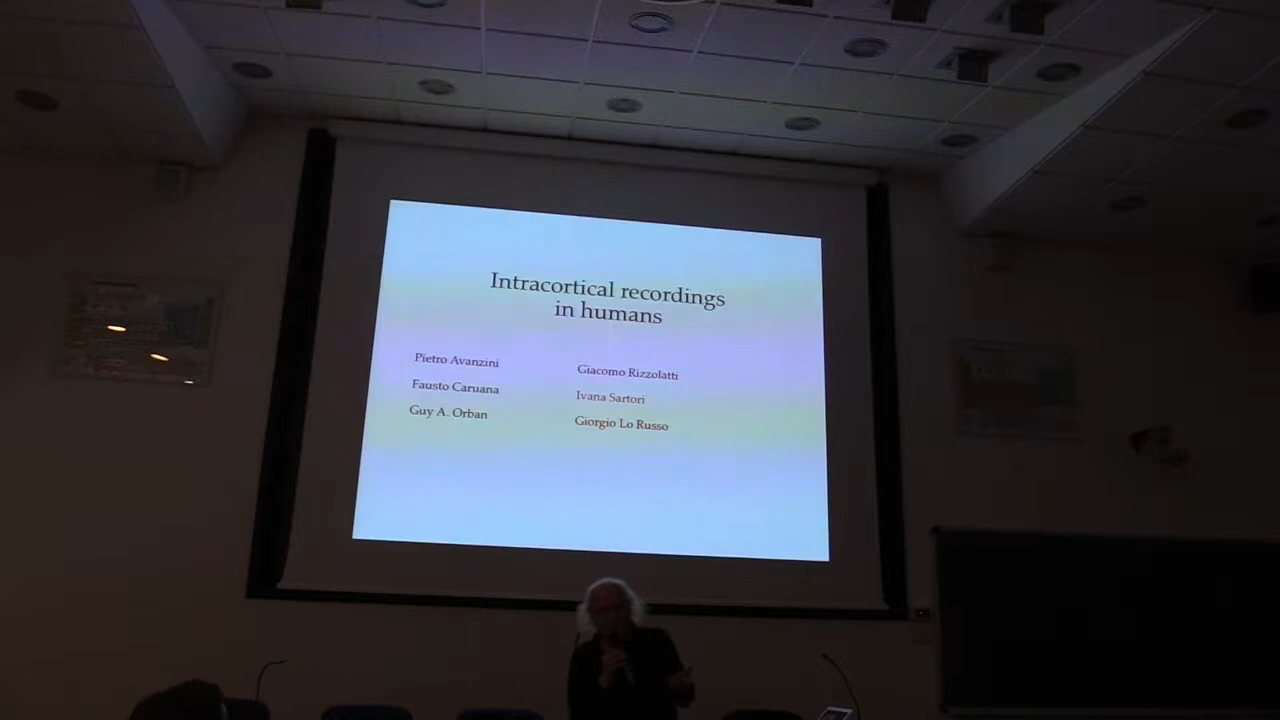 Intracortical recordings
in humans
Pietro Avanzini
Fausto Caruana
Guy A. Orban
Giacomo Rizzolatti
Ivana Sartori
Giorgio Lo Russo